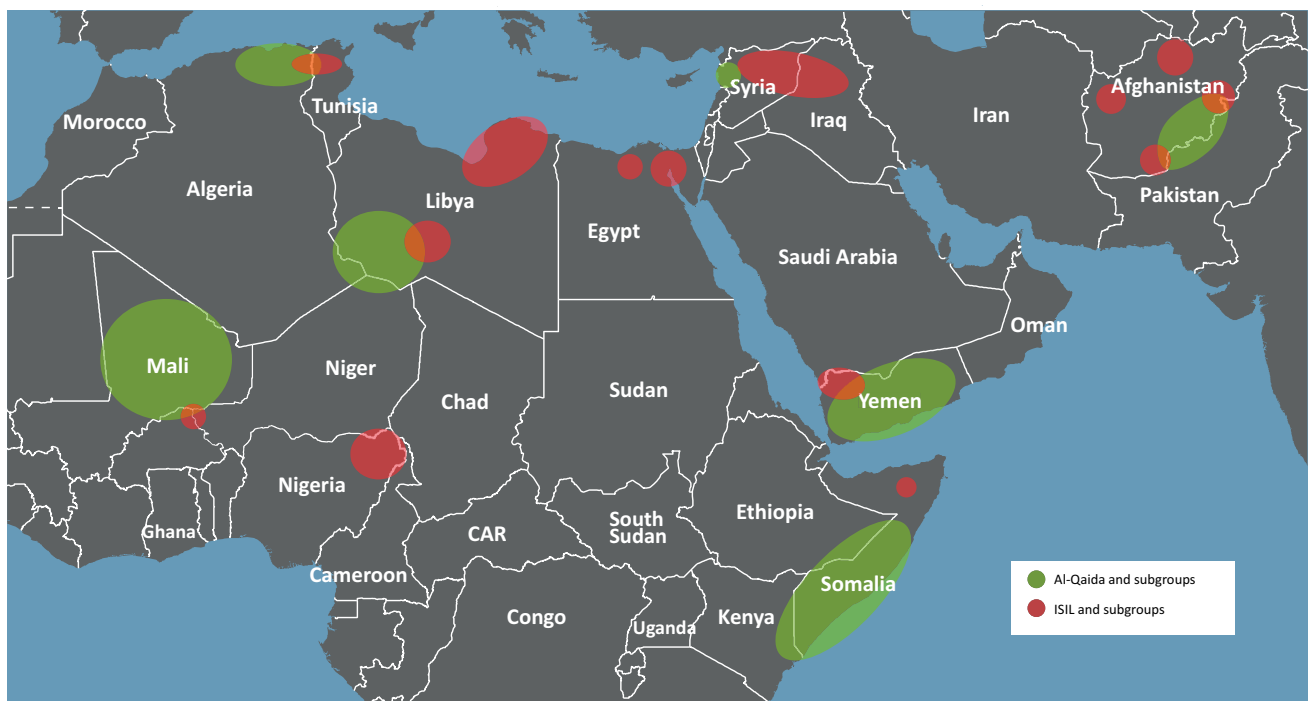 Syria
Afghanistan
Tunisia
Morocco
Iraq
Iran
Algeria
Pakistan
Libya
Egypt
Saudi Arabia
Oman
Mali
Niger
Sudan
Chad
Yemen
Nigeria
Ethiopia
South
Sudan
Ghana
CAR
Cameroon
Somalia
Al-Qaida and subgroups
ISIL and subgroups
Congo
Uganda
Kenya